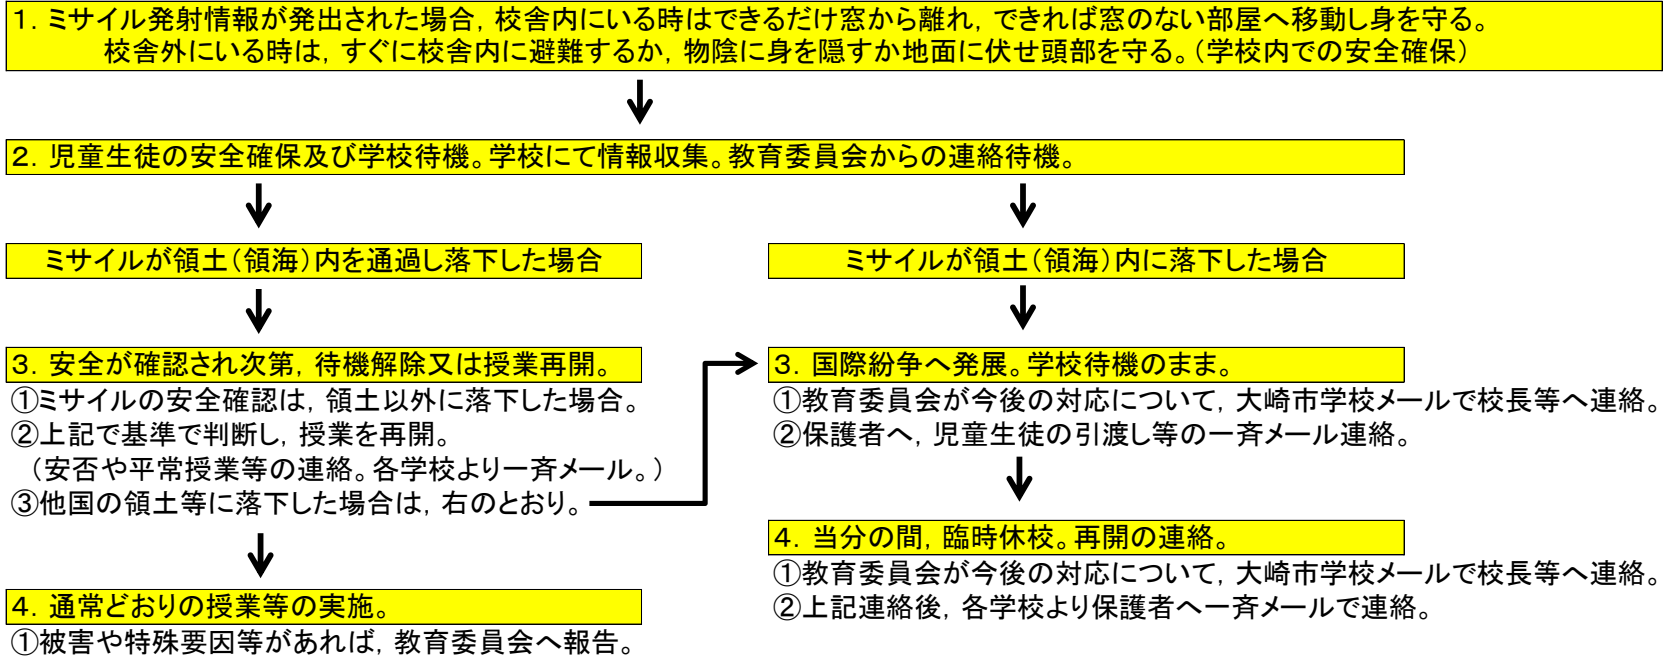 1. ミサイル発射情報が発出された場合, 校舎内にいる時はできるだけ窓から離れ, できれば窓のない部屋へ移動し身を守る。
校舎外にいる時は, すぐに校舎内に避難するか, 物陰に身を隠すか地面に伏せ頭部を守る。(学校内での安全確保)
2. 児童生徒の安全確保及び学校待機。学校にて情報収集。教育委員会からの連絡待機。
ミサイルが領土(領海)内を通過し落下した場合
3. 安全が確認され次第, 待機解除又は授業再開。
①ミサイルの安全確認は, 領土以外に落下した場合。
②上記で基準で判断し, 授業を再開。
(安否や平常授業等の連絡。各学校より一斉メール。)
③他国の領土等に落下した場合は, 右のとおり。
4. 通常どおりの授業等の実施。
①被害や特殊要因等があれば, 教育委員会へ報告。
ミサイルが領土(領海)内に落下した場合
3. 国際紛争へ発展。学校待機のまま。
①教育委員会が今後の対応について, 大崎市学校メールで校長等へ連絡。
②保護者へ, 児童生徒の引渡し等の一斉メール連絡。
4. 当分の間, 臨時休校。再開の連絡。
①教育委員会が今後の対応について, 大崎市学校メールで校長等へ連絡。
②上記連絡後, 各学校より保護者へ一斉メールで連絡。